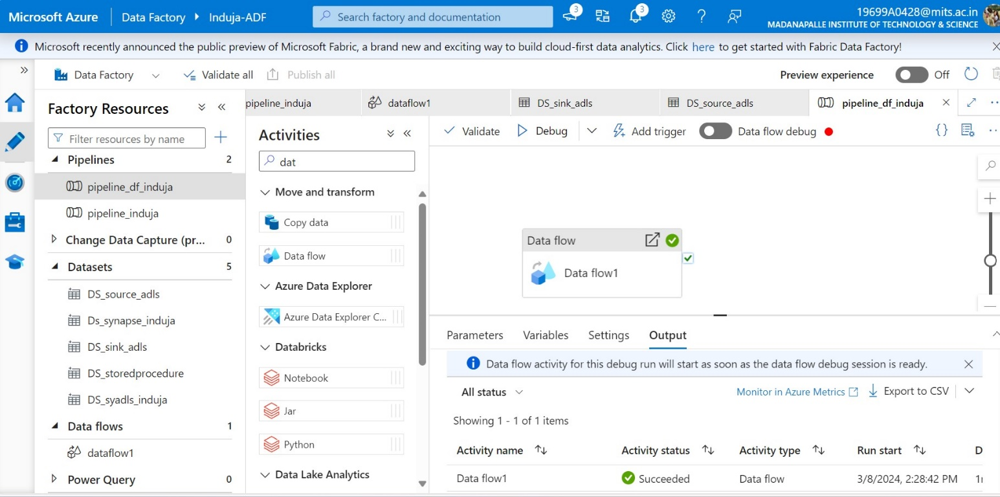 Microsoft Azure
Data Factory
Induja-ADF
Search factory and documentation
3
3
19699A0428@mits.ac.in
MADANAPALLE INSTITUTE OF TECHNOLOGY & SCIENCE
Microsoft recently announced the public preview of Microsoft Fabric, a brand new and exciting way to build cloud-first data analytics. Click here to get started with Fabric Data Factory!
Data Factory
Validate all
Publish all
Preview experience
Off
Factory Resources
Filter resources by name
Pipelines 2
pipeline_df_induja
pipeline_induja
Change Data Capture (pr... 0
Datasets 5
DS_source_adls
Ds_synapse_induja
DS_sink_adls
DS_storedprocedure
DS_syadls_induja
Data flows 1
dataflow1
Power Query 0
pipeline_induja
dataflow1
DS_sink_adls
DS_source_adls
pipeline_df_induja
Activities
dat
Move and transform
Copy data
Data flow
Azure Data Explorer
Azure Data Explorer C...
Databricks
Notebook
Jar
Python
Data Lake Analytics
Validate
Debug
Add trigger
Data flow debug
{}
Data flow
Data flow1
Parameters
Variables
Settings
Output
Data flow activity for this debug run will start as soon as the data flow debug session is ready.
All status
Monitor in Azure Metrics
Export to CSV
Showing 1 - 1 of 1 items
Activity name
Activity status
Activity type
Run start
D
Data flow1
Succeeded
Data flow
3/8/2024, 2:28:42 PM